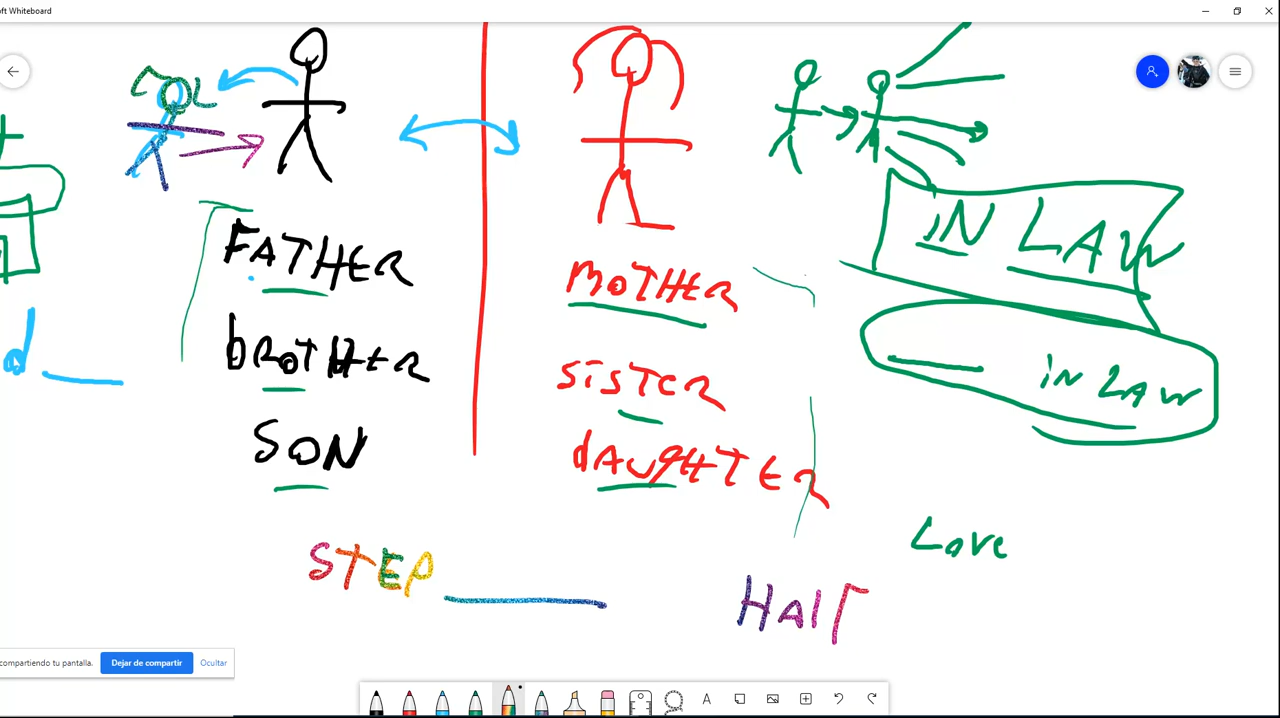 oft Whiteboard
IN LAW
FATHER
MOTHER
bROTHER
in LAW
SiSTER
d
SON
dAUgHTER
Love
STEP
HAlF
compartiendo tu pantalla.
Dejar de compartir
Ocultar
A